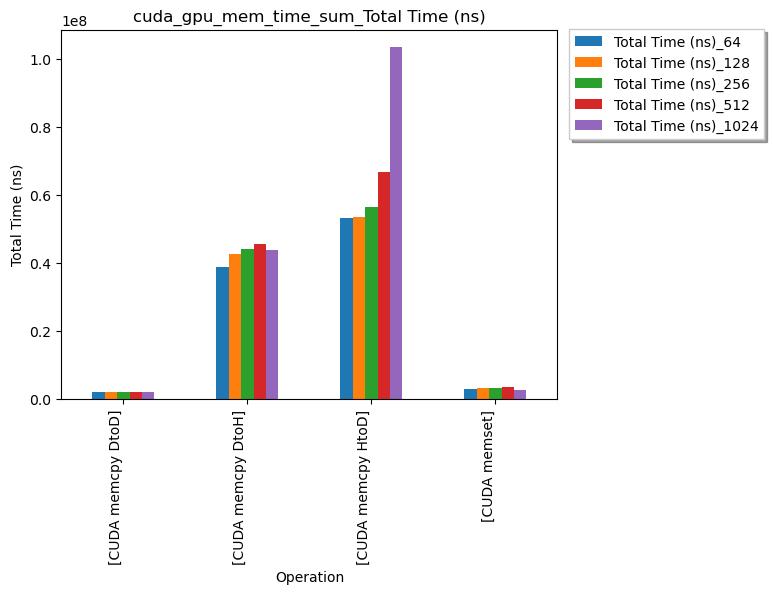 cuda_gpu_mem_time_sum_Total Time (ns)
1e8
Total Time (ns)_64
Total Time (ns)_128
Total Time (ns)_256
Total Time (ns)_512
Total Time (ns)_1024
1.0
0.8
0.6
0.4
0.2
0.0
Total Time (ns)
[CUDA memcpy DtoD]
[CUDA memcpy DtoH]
[CUDA memcpy HtoD]
[CUDA memset]
Operation